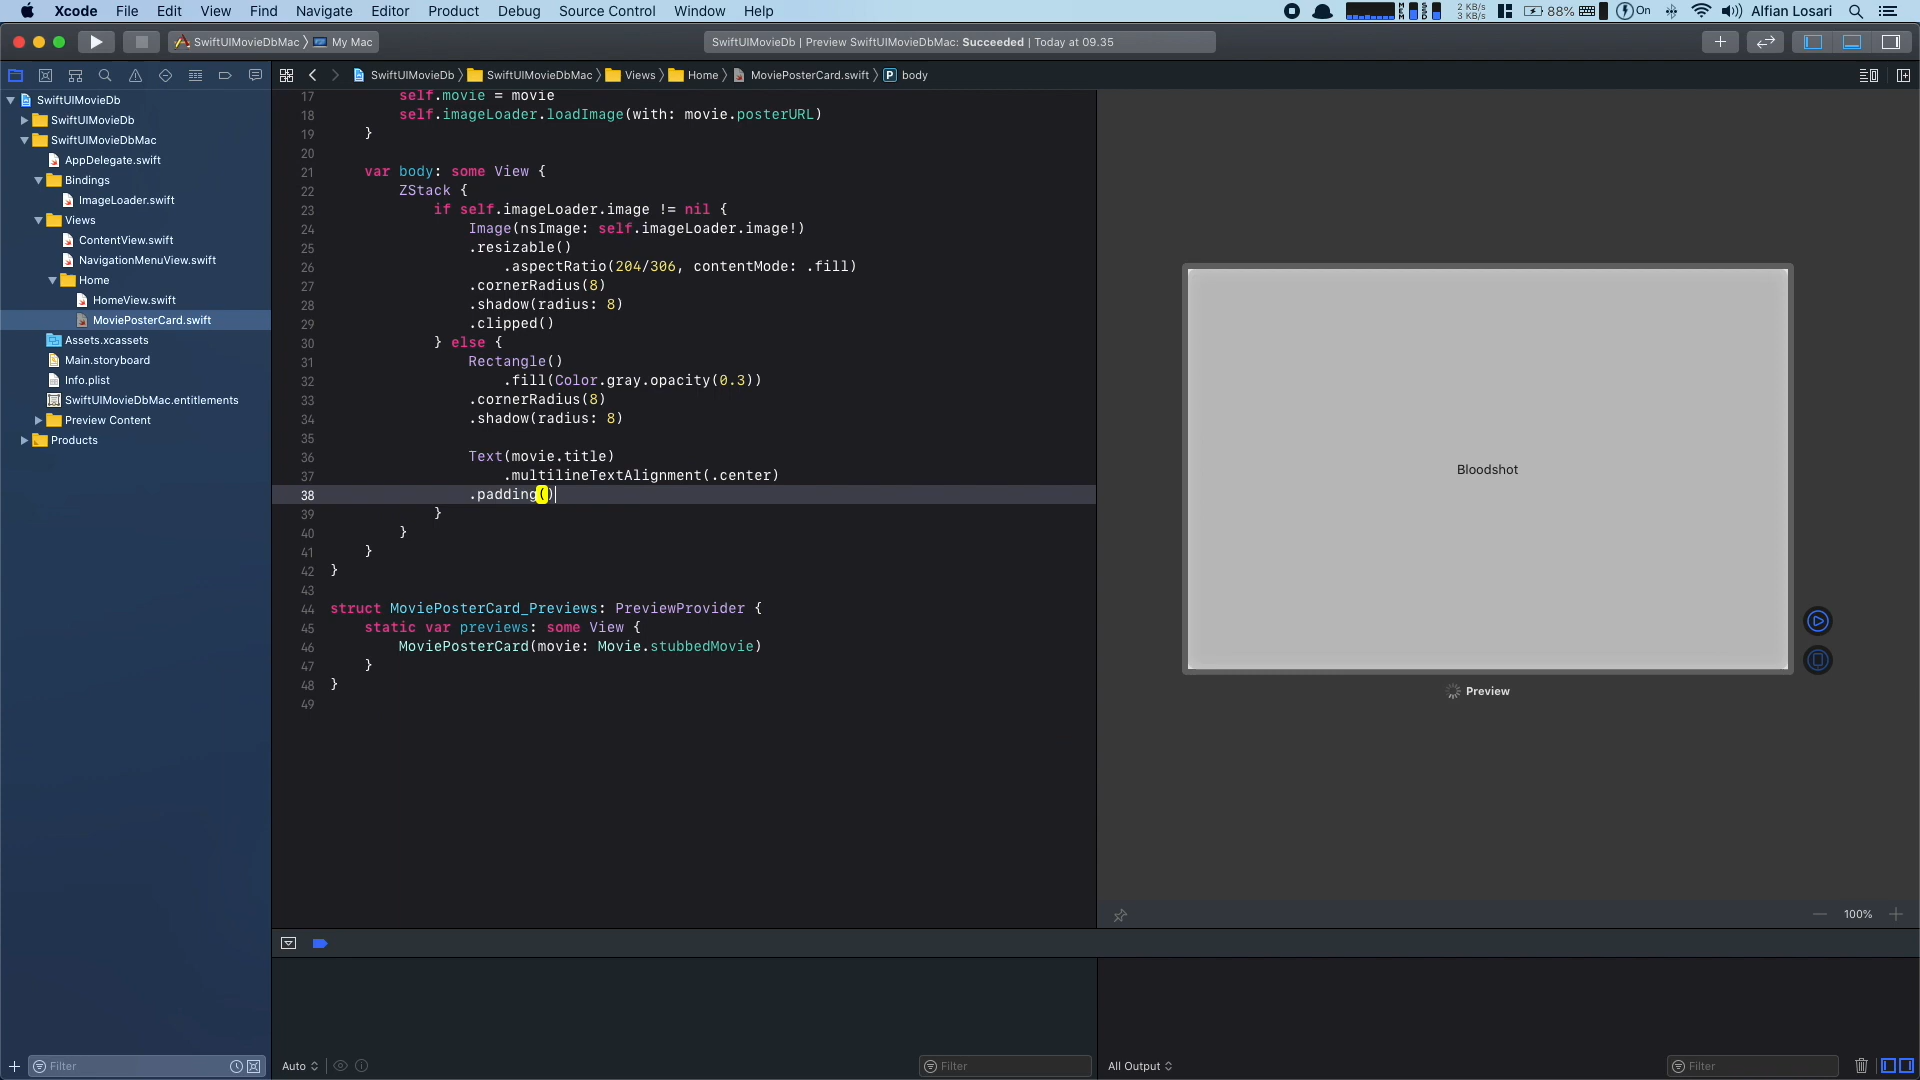 Xcode File Edit View Find Navigate Editor Product Debug Source Control Window Help 2 KB/s 3 KB/s 88% On Alfian Losari
SwiftUIMovieDbMac My Mac SwiftUIMovieDb | Preview SwiftUIMovieDbMac: Succeeded | Today at 09.35
SwiftUIMovieDb SwiftUIMovieDbMac Views Home MoviePosterCard.swift P body
SwiftUIMovieDb
SwiftUIMovieDb
SwiftUIMovieDbMac
AppDelegate.swift
Bindings
ImageLoader.swift
Views
ContentView.swift
NavigationMenuView.swift
Home
HomeView.swift
MoviePosterCard.swift
Assets.xcassets
Main.storyboard
Info.plist
SwiftUIMovieDbMac.entitlements
Preview Content
Products
Filter
17 self.movie = movie
18 self.imageLoader.loadImage(with: movie.posterURL)
19 }
20
21 var body: some View {
22 ZStack {
23 if self.imageLoader.image != nil {
24 Image(nsImage: self.imageLoader.image!)
25 .resizable()
26 .aspectRatio(204/306, contentMode: .fill)
27 .cornerRadius(8)
28 .shadow(radius: 8)
29 .clipped()
30 } else {
31 Rectangle()
32 .fill(Color.gray.opacity(0.3))
33 .cornerRadius(8)
34 .shadow(radius: 8)
35
36 Text(movie.title)
37 .multilineTextAlignment(.center)
38 .padding()
39 }
40 }
41 }
42 }
43
44 struct MoviePosterCard_Previews: PreviewProvider {
45 static var previews: some View {
46 MoviePosterCard(movie: Movie.stubbedMovie)
47 }
48 }
49
Bloodshot
Preview
100%
Auto Filter
All Output Filter